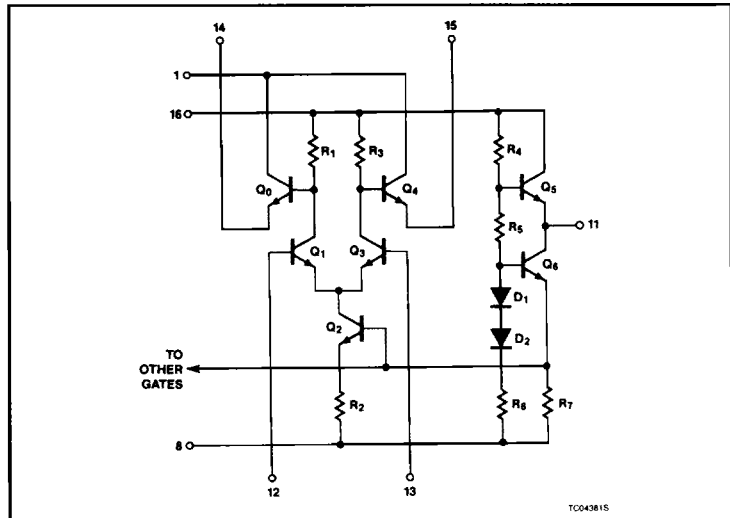 14
15
1
16
R1
R3
R4
Q0
Q4
Q5
R5
11
Q1
Q3
Q6
D1
Q2
D2
TO
OTHER
GATES
R2
R6
R7
8
12
13
TC04381S